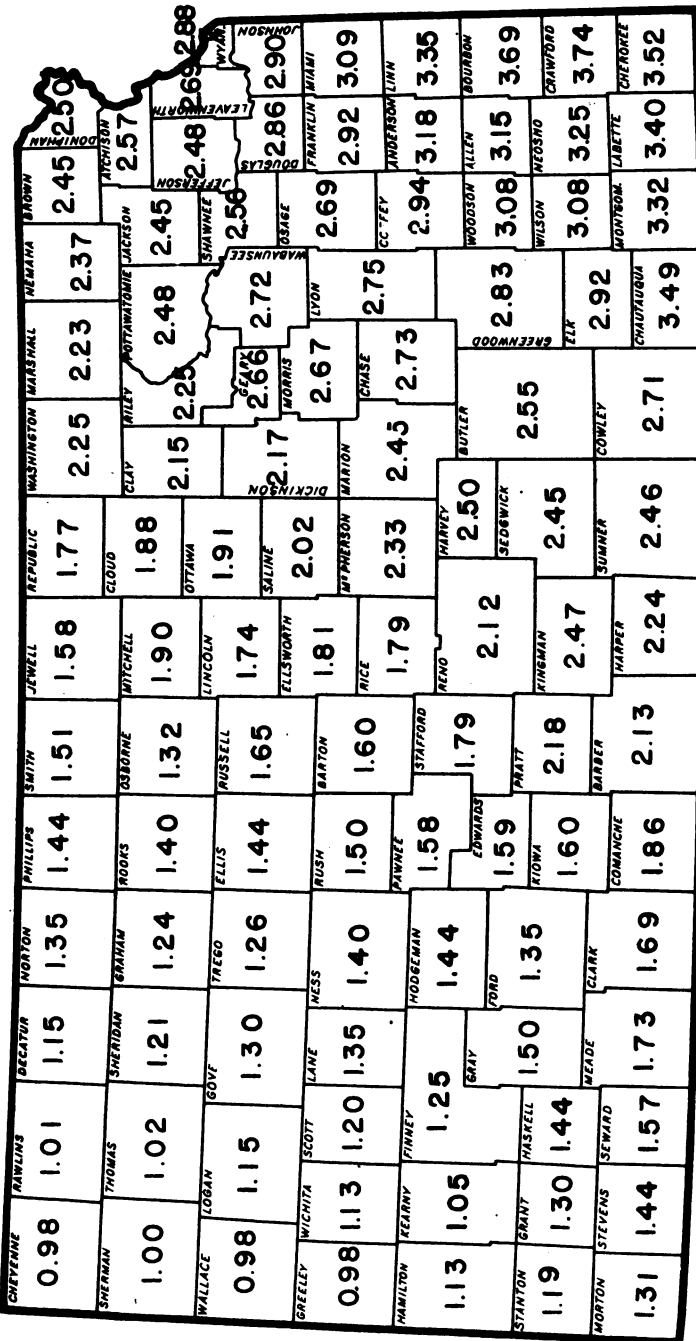 CHEYENNE
0.98
RAWLINS
1.01
DECATUR
1.15
NORTON
1.35
PHILLIPS
1.44
SMITH
1.51
JEWELL
1.58
REPUBLIC
1.77
WASHINGTON
2.25
MARSHALL
2.23
NEMAHA
2.37
BROWN
2.45
DONIPHAN
2.50
SHERMAN
1.00
THOMAS
1.02
SHERIDAN
1.21
GRAHAM
1.24
ROOKS
1.40
OSBORNE
1.32
MITCHELL
1.90
CLOUD
1.88
CLAY
2.15
RILEY
2.25
POTTAWATOMIE
2.48
JACKSON
2.45
ATCHISON
2.57
JEFFERSON
2.48
LEAVENWORTH
2.69
WYAN.
2.88
WALLACE
0.98
LOGAN
1.15
GOVE
1.30
TREGO
1.26
ELLIS
1.44
RUSSELL
1.65
LINCOLN
1.74
OTTAWA
1.91
DICKINSON
2.17
GEARY
2.66
WABAUNSEE
2.72
SHAWNEE
2.56
DOUGLAS
2.86
JOHNSON
2.90
GREELEY
0.98
WICHITA
1.13
SCOTT
1.20
LANE
1.35
NESS
1.40
RUSH
1.50
BARTON
1.60
ELLSWORTH
1.81
SALINE
2.02
MORRIS
2.67
LYON
2.75
OSAGE
2.69
FRANKLIN
2.92
MIAMI
3.09
HAMILTON
1.13
KEARNY
1.05
FINNEY
1.25
HODGEMAN
1.44
PAWNEE
1.58
STAFFORD
1.79
RICE
1.79
McPHERSON
2.33
MARION
2.45
CHASE
2.73
COFFEY
2.94
ANDERSON
3.18
LINN
3.35
GRAY
1.50
FORD
1.35
EDWARDS
1.59
RENO
2.12
HARVEY
2.50
BUTLER
2.55
GREENWOOD
2.83
WOODSON
3.08
ALLEN
3.15
BOURBON
3.69
STANTON
1.19
GRANT
1.30
HASKELL
1.44
KIOWA
1.60
PRATT
2.18
KINGMAN
2.47
SEDGWICK
2.45
ELK
2.92
WILSON
3.08
NEOSHO
3.25
CRAWFORD
3.74
MORTON
1.31
STEVENS
1.44
SEWARD
1.57
MEADE
1.73
CLARK
1.69
COMANCHE
1.86
BARBER
2.13
HARPER
2.24
SUMNER
2.46
COWLEY
2.71
CHAUTAUQUA
3.49
MONTGOM.
3.32
LABETTE
3.40
CHEROKEE
3.52